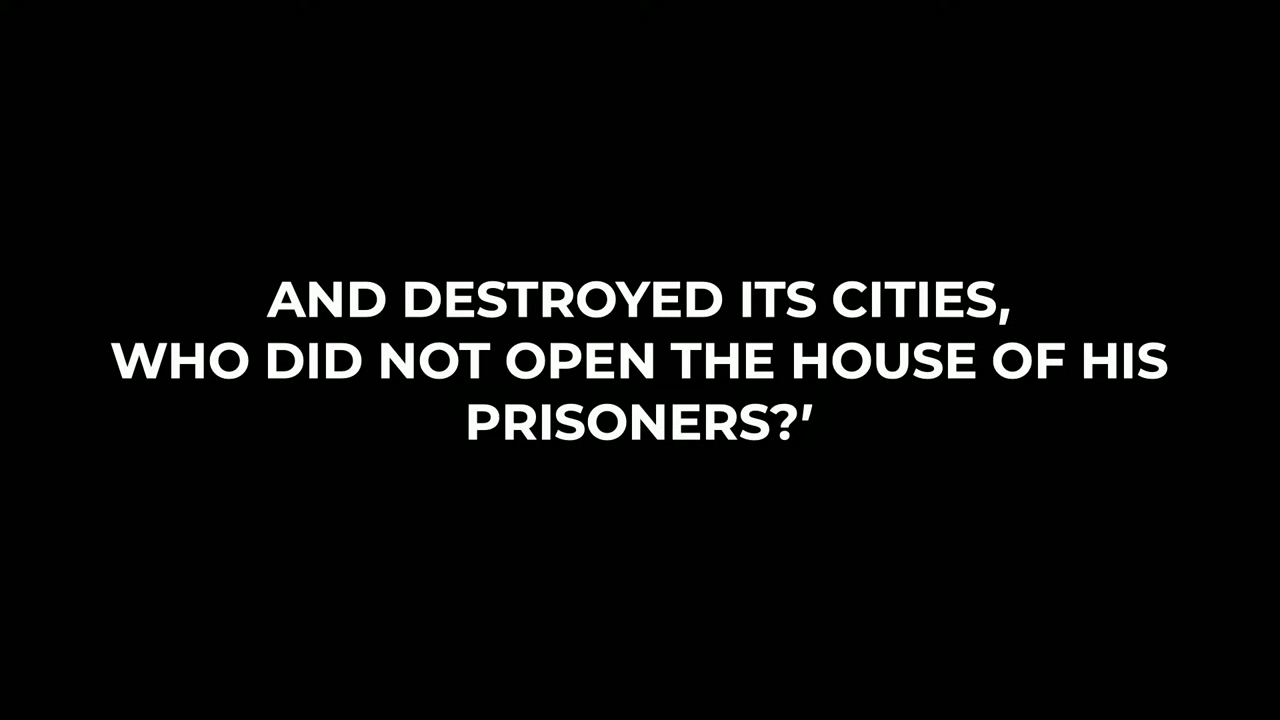 AND DESTROYED ITS CITIES,
WHO DID NOT OPEN THE HOUSE OF HIS
PRISONERS?'